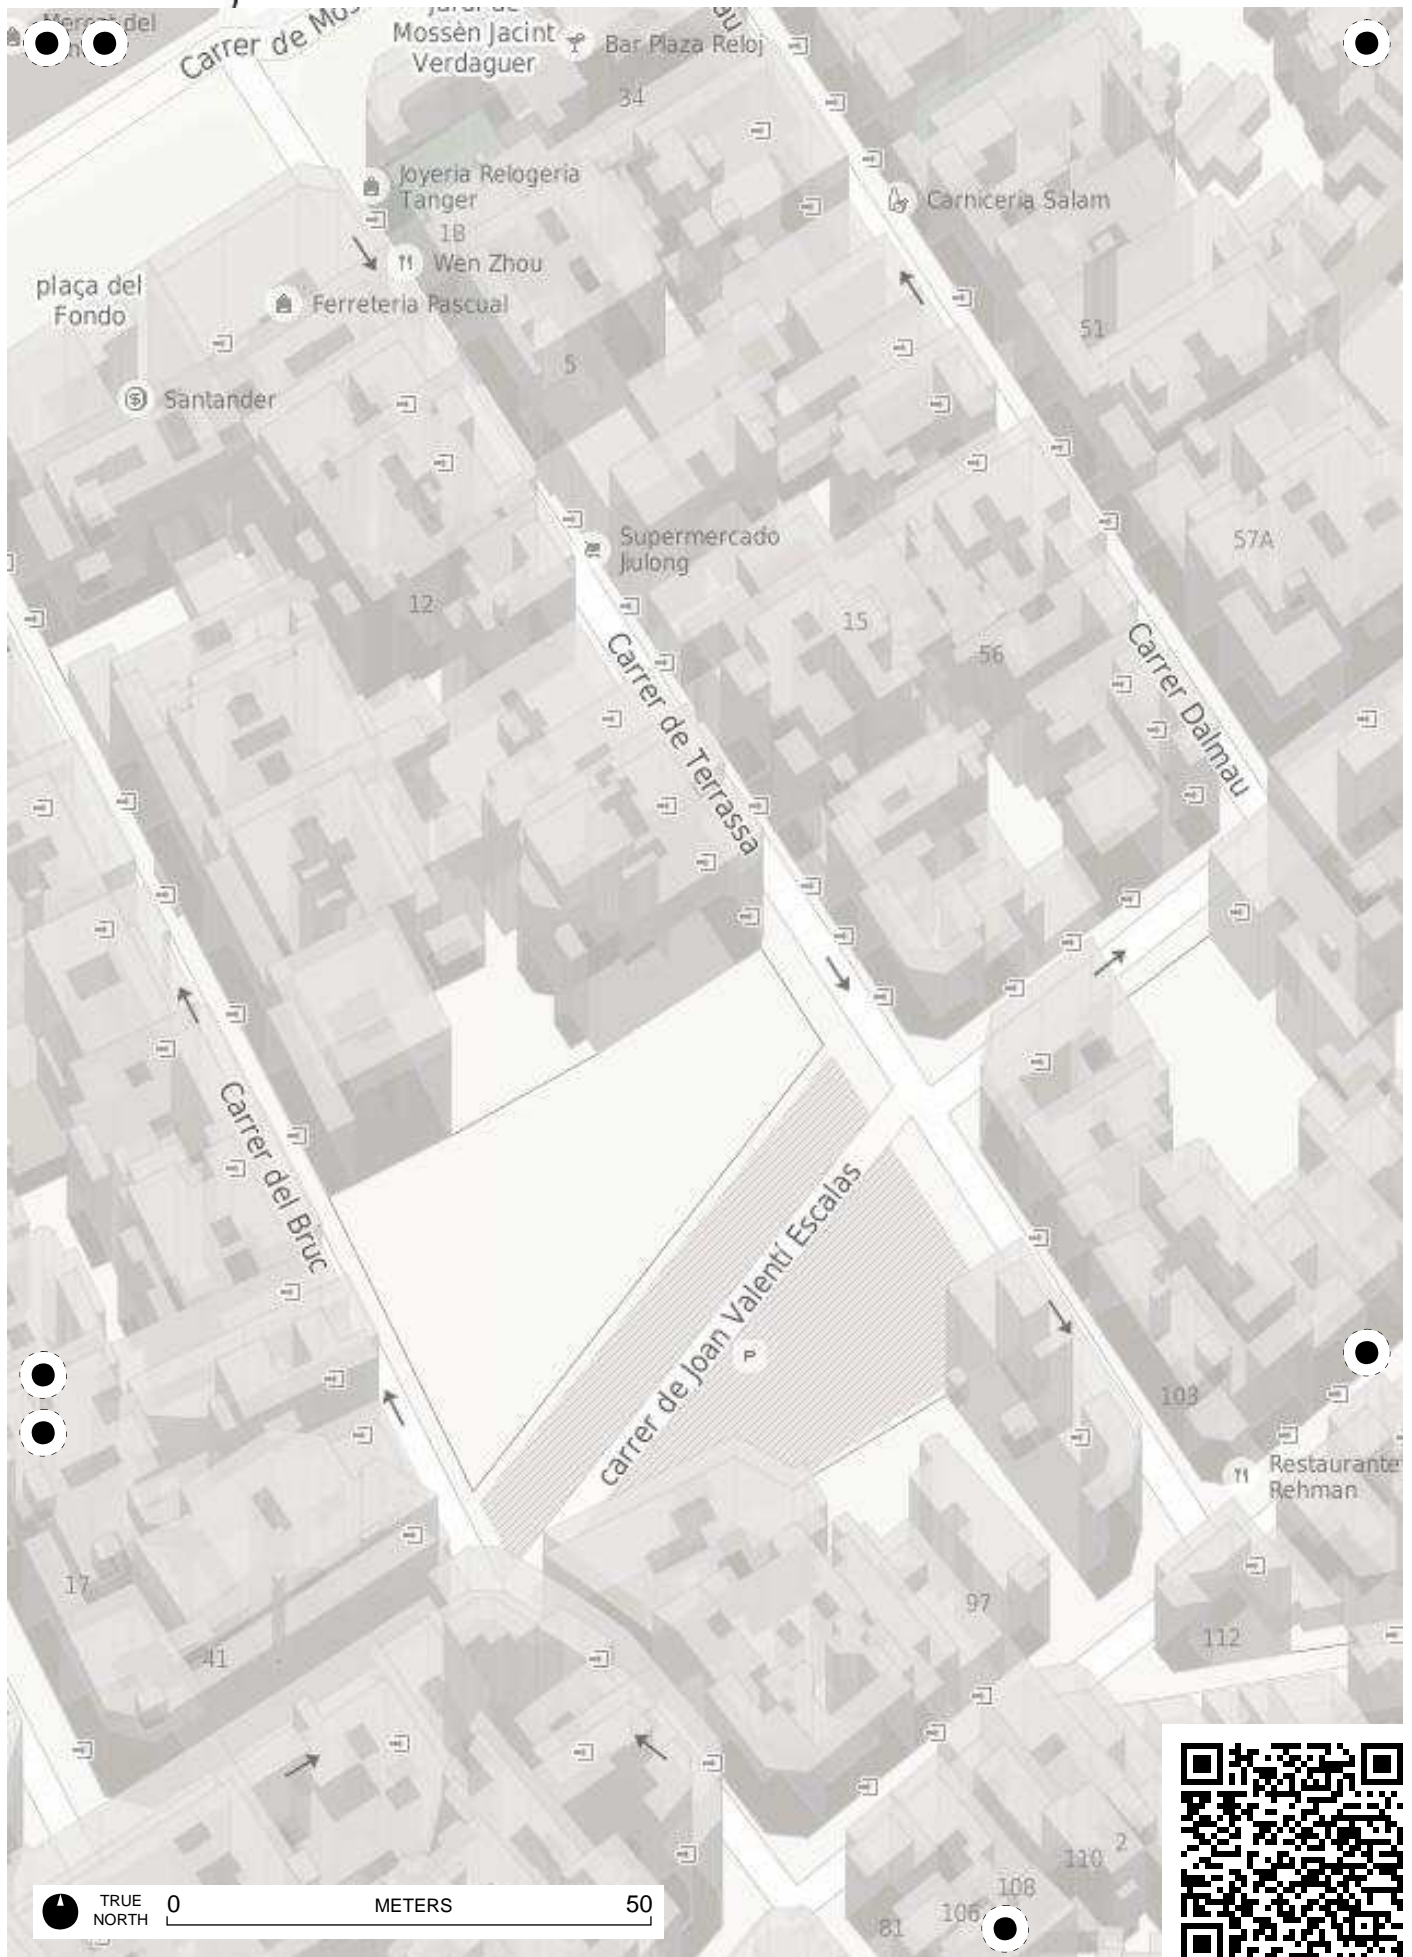 Carrer de Mos
Mossèn Jacint
Verdaguer
Bar Plaza Reloj
34
Joyeria Relogeria
Tanger
1B
Wen Zhou
Carniceria Salam
plaça del
Fondo
Ferreteria Pascual
5
51
Santander
Supermercado
Jiulong
57A
12
15
56
Carrer de Terrassa
Carrer Dalmau
Carrer del Bruc
carrer de Joan Valentí Escalas
P
103
Restaurante
Rehman
17
97
41
112
2
110
108
106
81
TRUE
NORTH
0 METERS 50